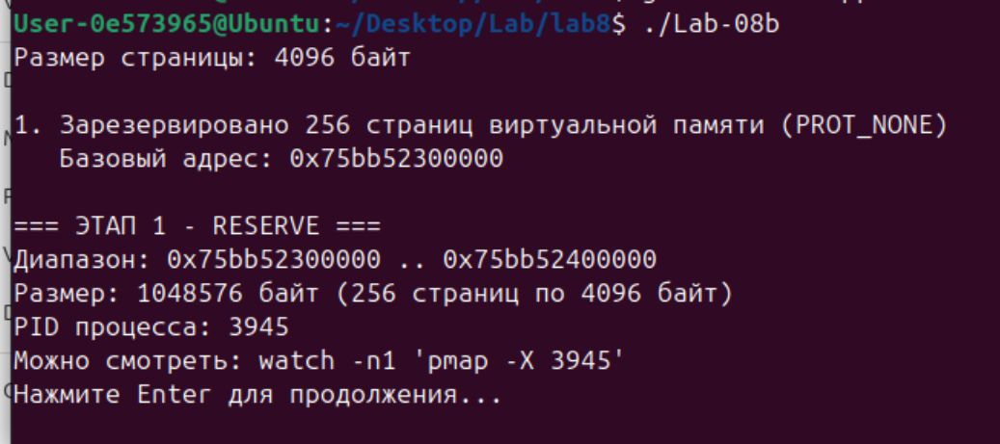 User-0e573965@Ubuntu:~/Desktop/Lab/lab8$ ./Lab-08b
Размер страницы: 4096 байт
1. Зарезервировано 256 страниц виртуальной памяти (PROT_NONE)
Базовый адрес: 0x75bb52300000
=== ЭТАП 1 - RESERVE ===
Диапазон: 0x75bb52300000 .. 0x75bb52400000
Размер: 1048576 байт (256 страниц по 4096 байт)
PID процесса: 3945
Можно смотреть: watch -n1 'pmap -X 3945'
Нажмите Enter для продолжения...